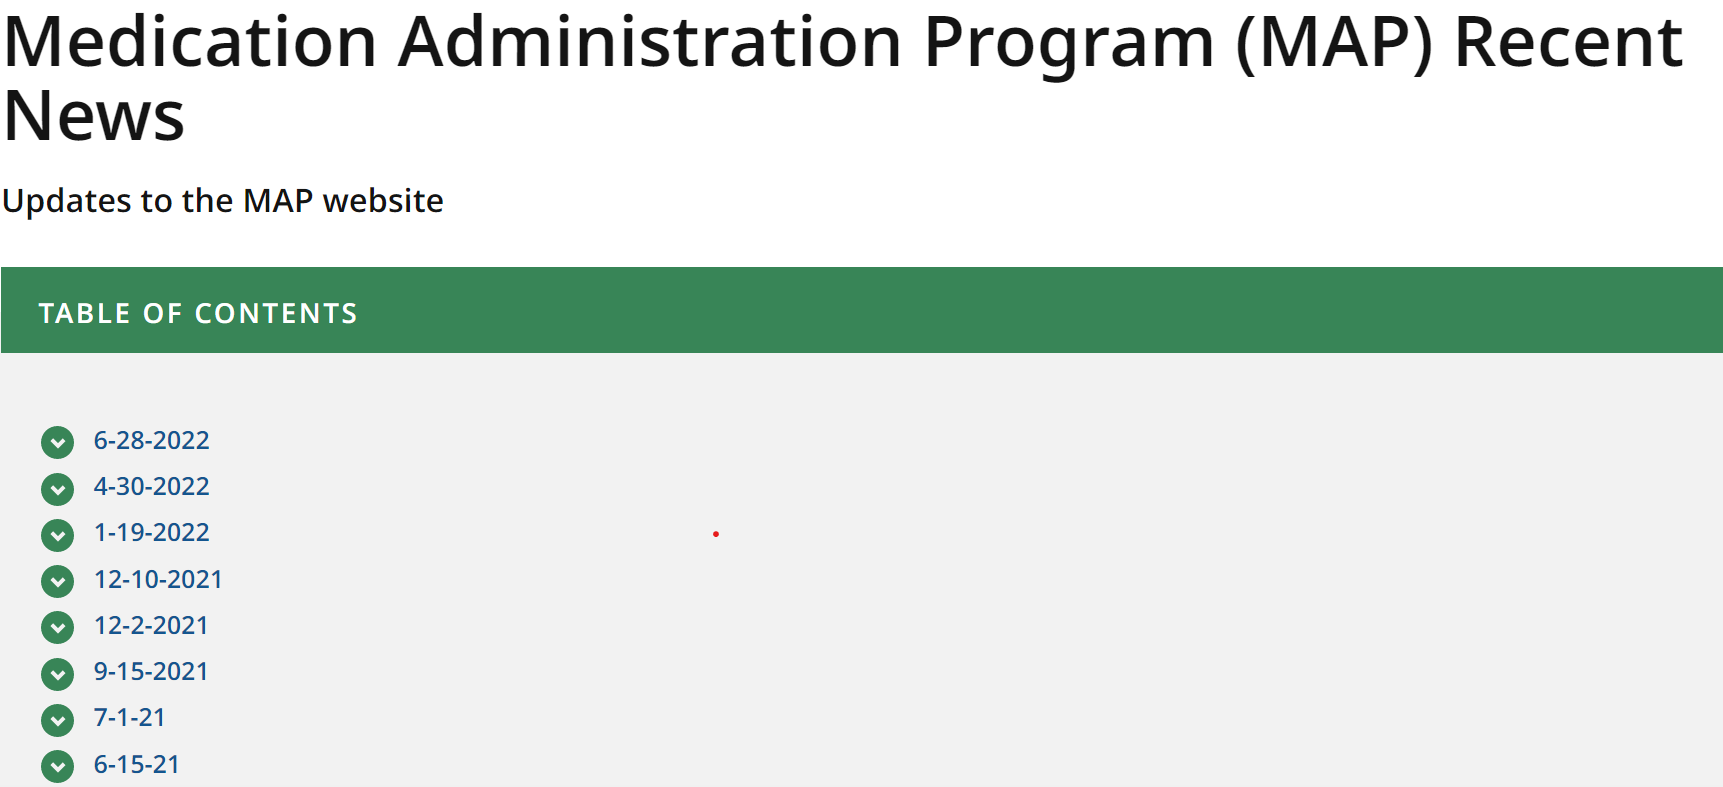 Medication Administration Program (MAP) Recent
News
Updates to the MAP website
TABLE OF CONTENTS
6-28-2022
4-30-2022
1-19-2022
12-10-2021
12-2-2021
9-15-2021
7-1-21
6-15-21